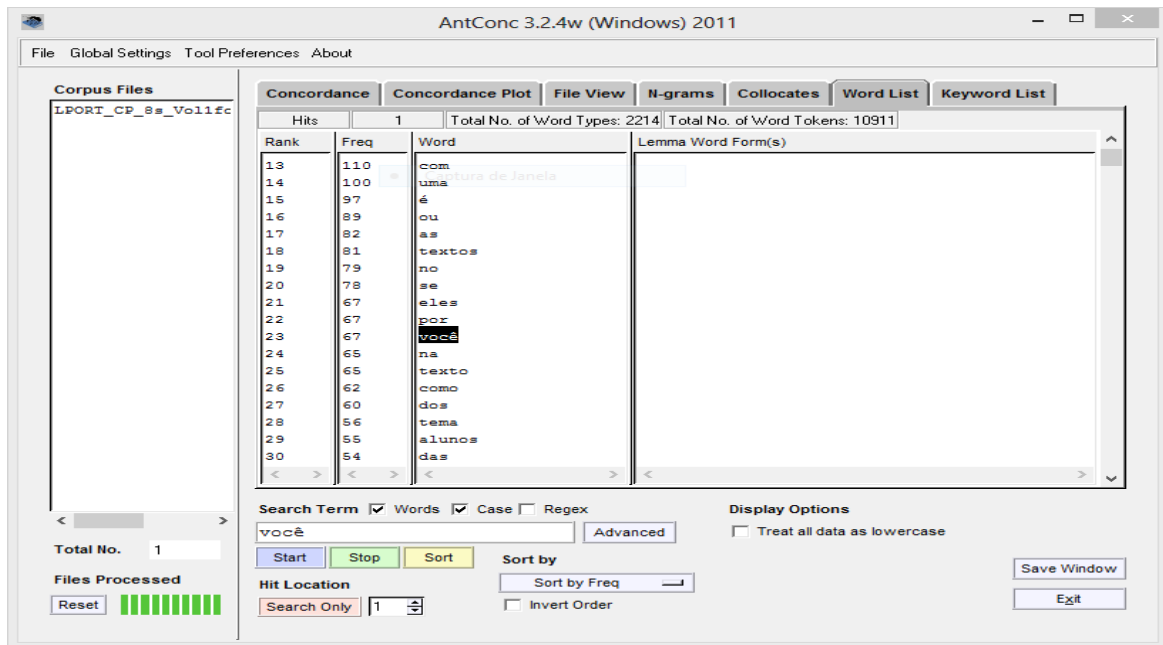 AntConc 3.2.4w (Windows) 2011
File Global Settings Tool Preferences About
Corpus Files
LPORT_CP_8s_Vol1fc
Concordance Concordance Plot File View N-grams Collocates Word List Keyword List
Hits 1 Total No. of Word Types: 2214 Total No. of Word Tokens: 10911
Rank Freq Word Lemma Word Form(s)
13 110 com
Captura de Janela
14 100 uma
15 97 é
16 89 ou
17 82 as
18 81 textos
19 79 no
20 78 se
21 67 eles
22 67 por
23 67 você
24 65 na
25 65 texto
26 62 como
27 60 dos
28 56 tema
29 55 alunos
30 54 das
Search Term Words Case Regex
você Advanced
Start Stop Sort
Hit Location
Search Only 1
Sort by
Sort by Freq
Invert Order
Display Options
Treat all data as lowercase
Total No. 1
Files Processed
Reset
Save Window
Exit